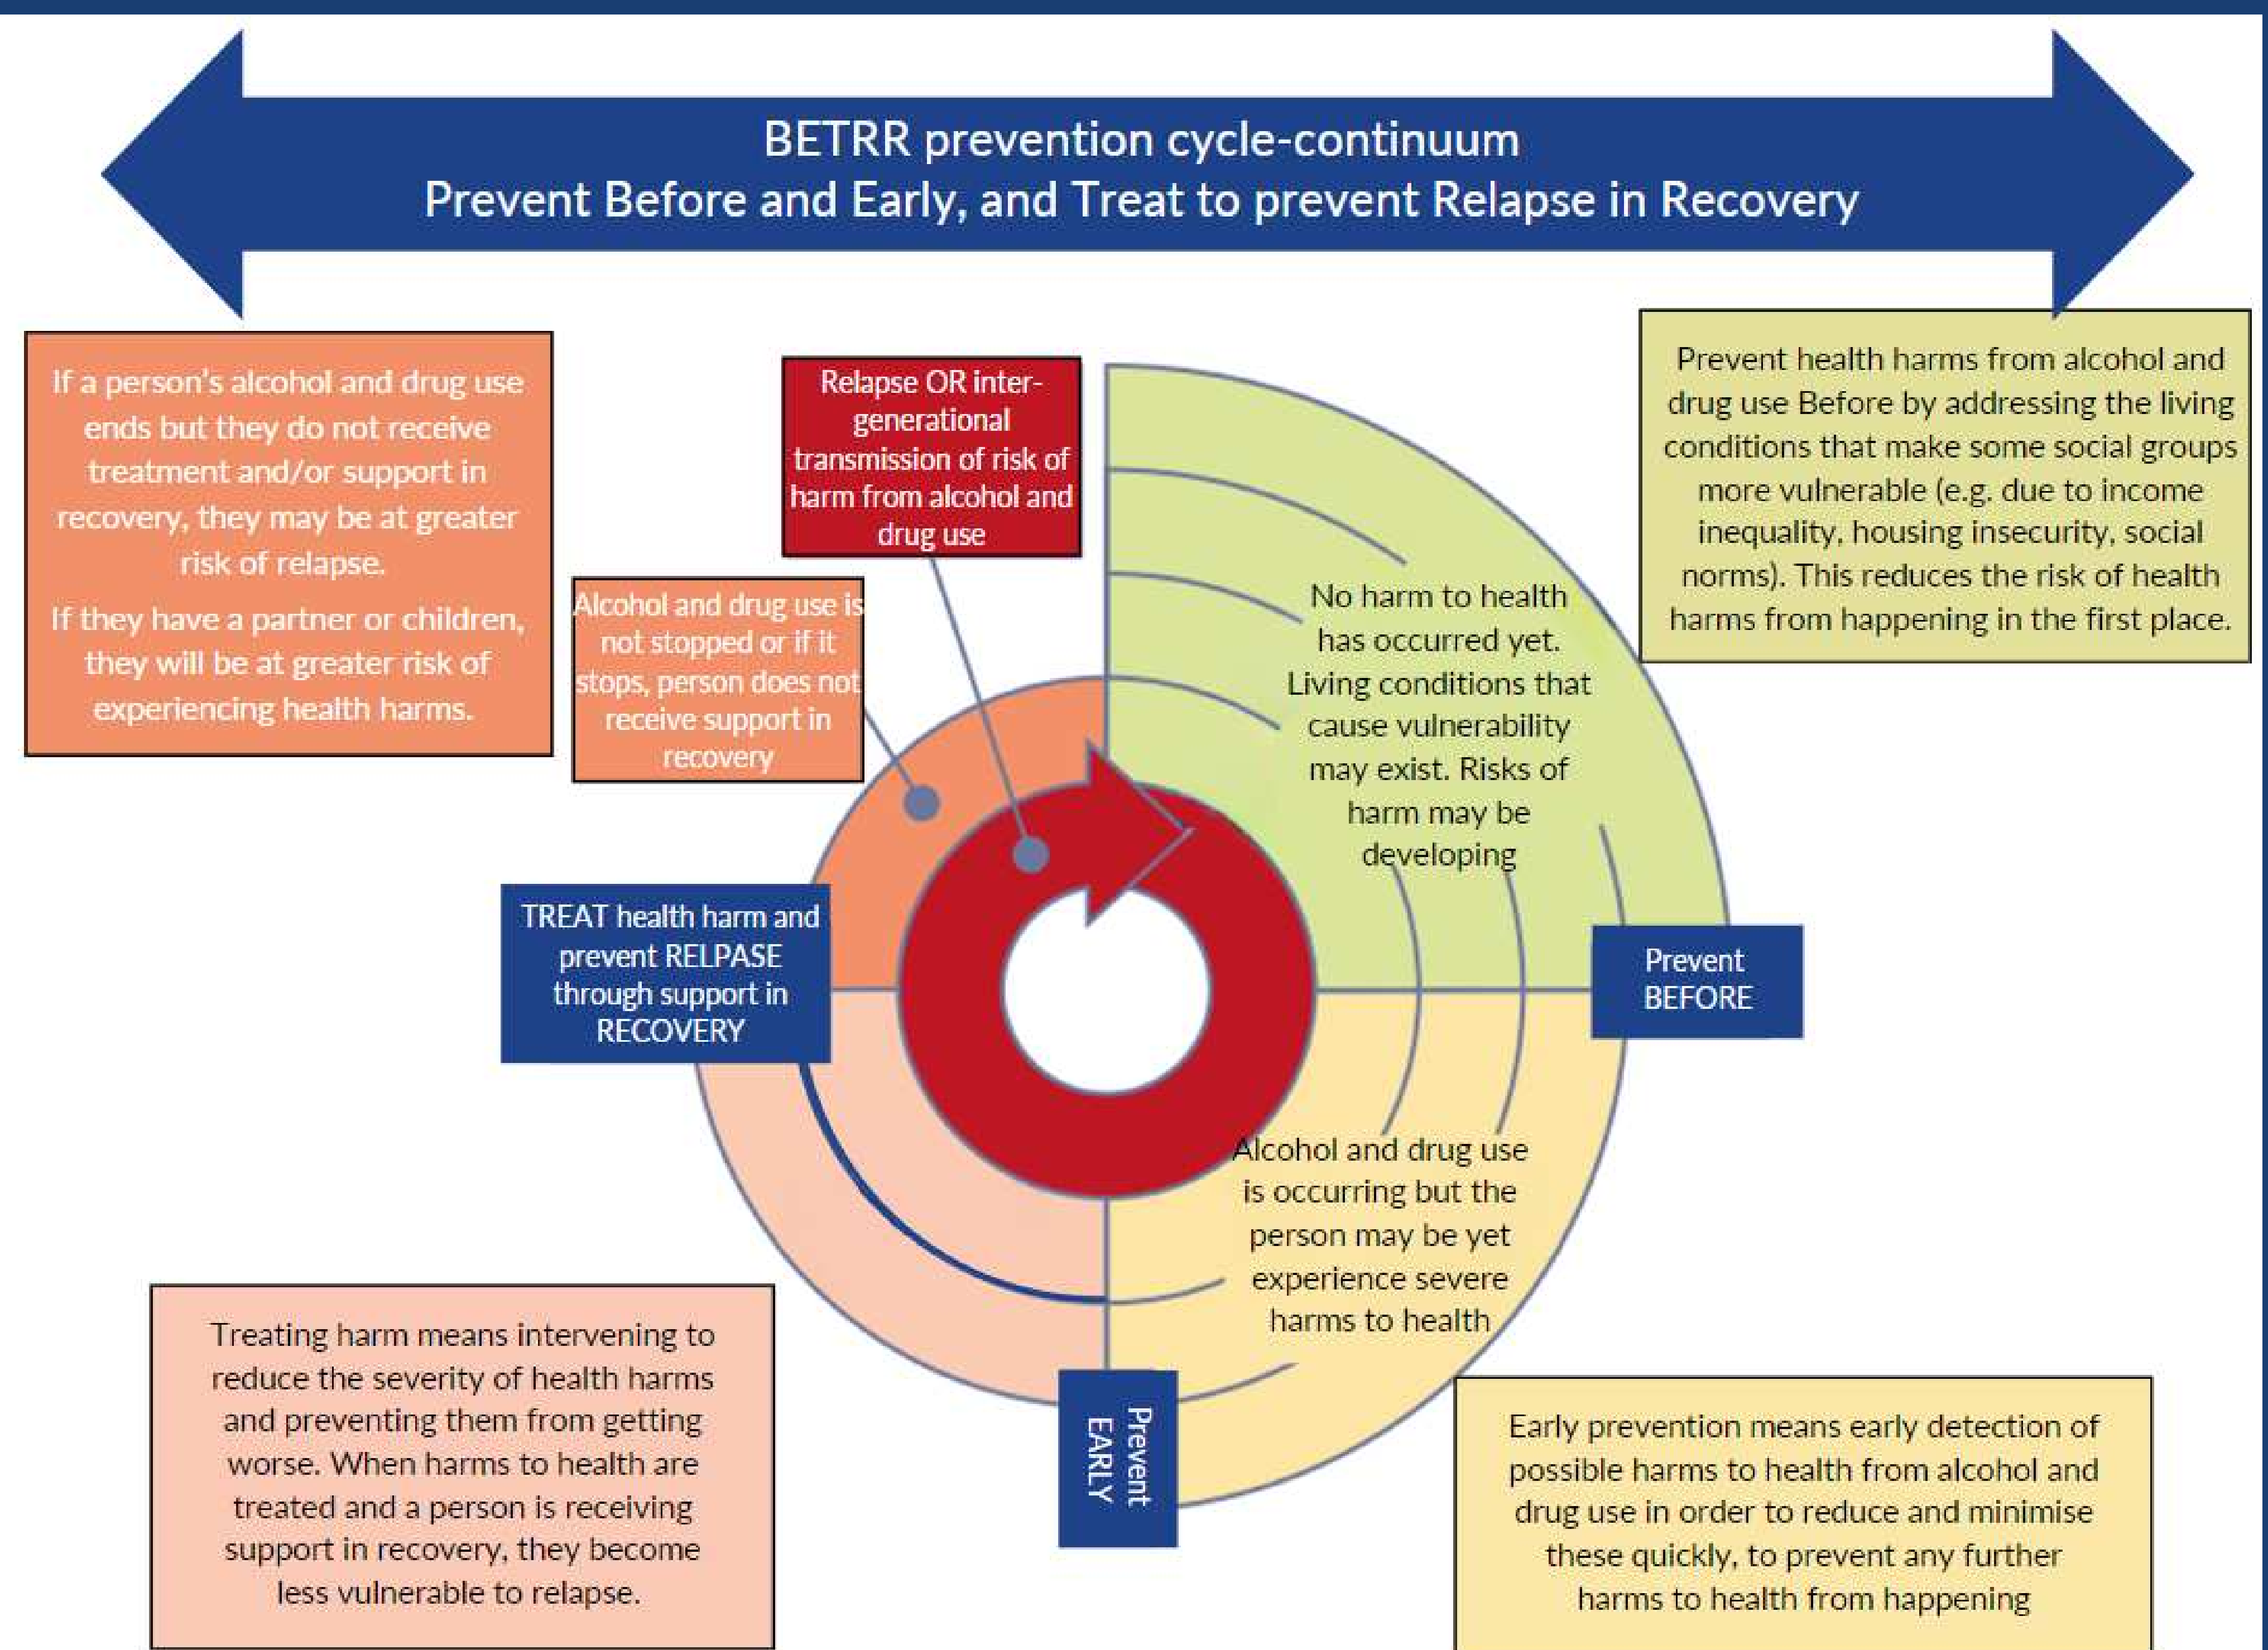 BETRR prevention cycle-continuum
Prevent Before and Early, and Treat to prevent Relapse in Recovery
If a person's alcohol and drug use
ends but they do not receive
treatment and/or support in
recovery, they may be at greater
risk of relapse.
If they have a partner or children,
they will be at greater risk of
experiencing health harms.
Alcohol and drug use is
not stopped or if it
stops, person does not
receive support in
recovery
Relapse OR inter-
generational
transmission of risk of
harm from alcohol and
drug use
Prevent health harms from alcohol and
drug use Before by addressing the living
conditions that make some social groups
more vulnerable (e.g. due to income
inequality, housing insecurity, social
norms). This reduces the risk of health
harms from happening in the first place.
No harm to health
has occurred yet.
Living conditions that
cause vulnerability
may exist. Risks of
harm may be
developing
TREAT health harm and
prevent RELPASE
through support in
RECOVERY
Prevent
BEFORE
Alcohol and drug use
is occurring but the
person may be yet
experience severe
harms to health
Prevent
EARLY
Treating harm means intervening to
reduce the severity of health harms
and preventing them from getting
worse. When harms to health are
treated and a person is receiving
support in recovery, they become
less vulnerable to relapse.
Early prevention means early detection of
possible harms to health from alcohol and
drug use in order to reduce and minimise
these quickly, to prevent any further
harms to health from happening